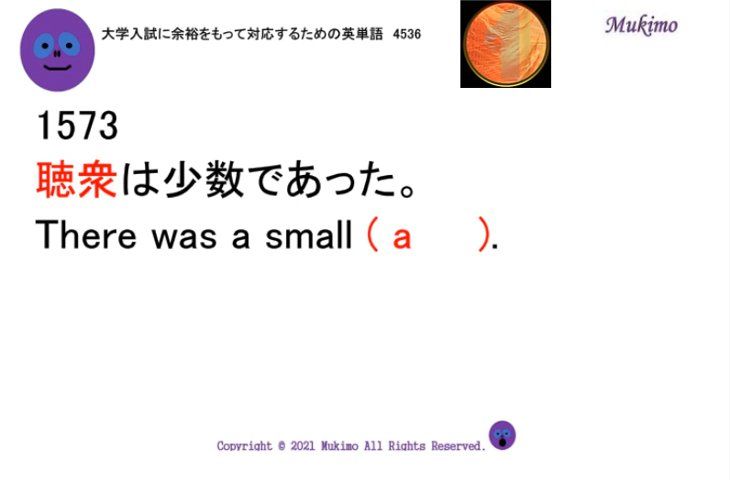 大学入試に余裕をもって対応するための英単語 4536
Mukimo
1573
聴衆は少数であった。
There was a small ( a      ).
Copyright © 2021 Mukimo All Rights Reserved.